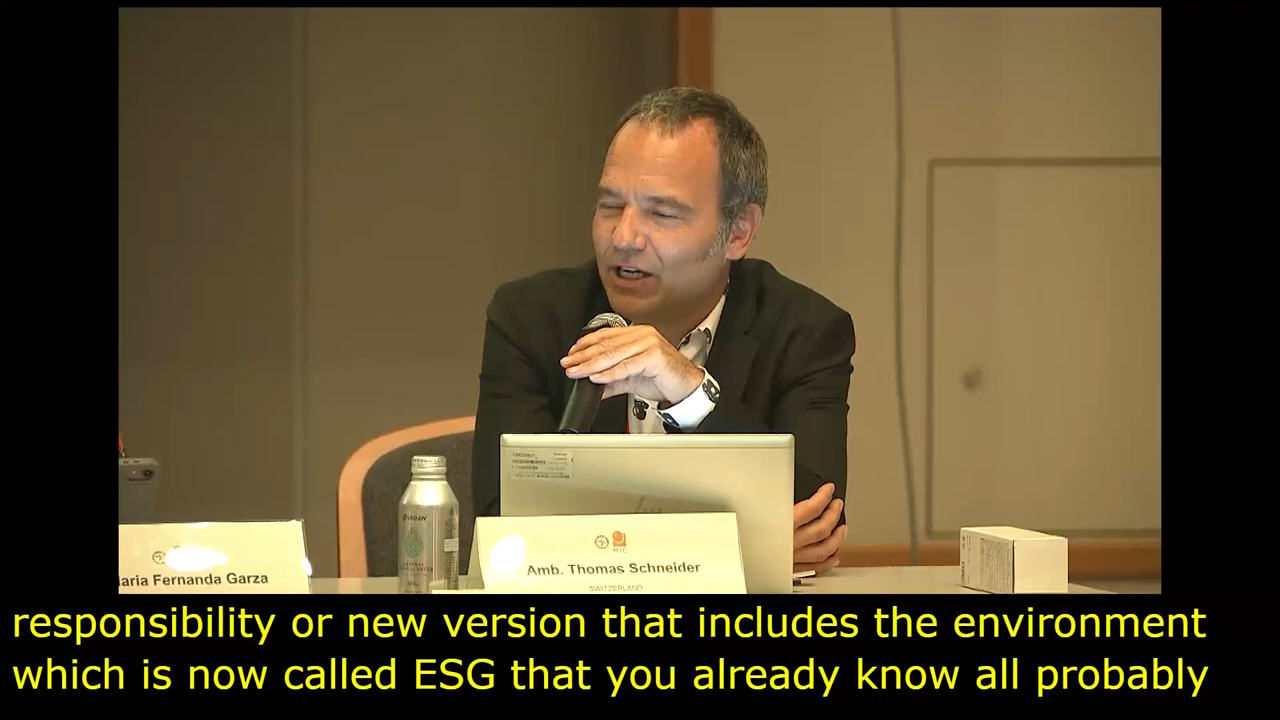 aria Fernanda Garza
MIC
Amb. Thomas Schneider
SWITZERLAND
responsibility or new version that includes the environment
which is now called ESG that you already know all probably